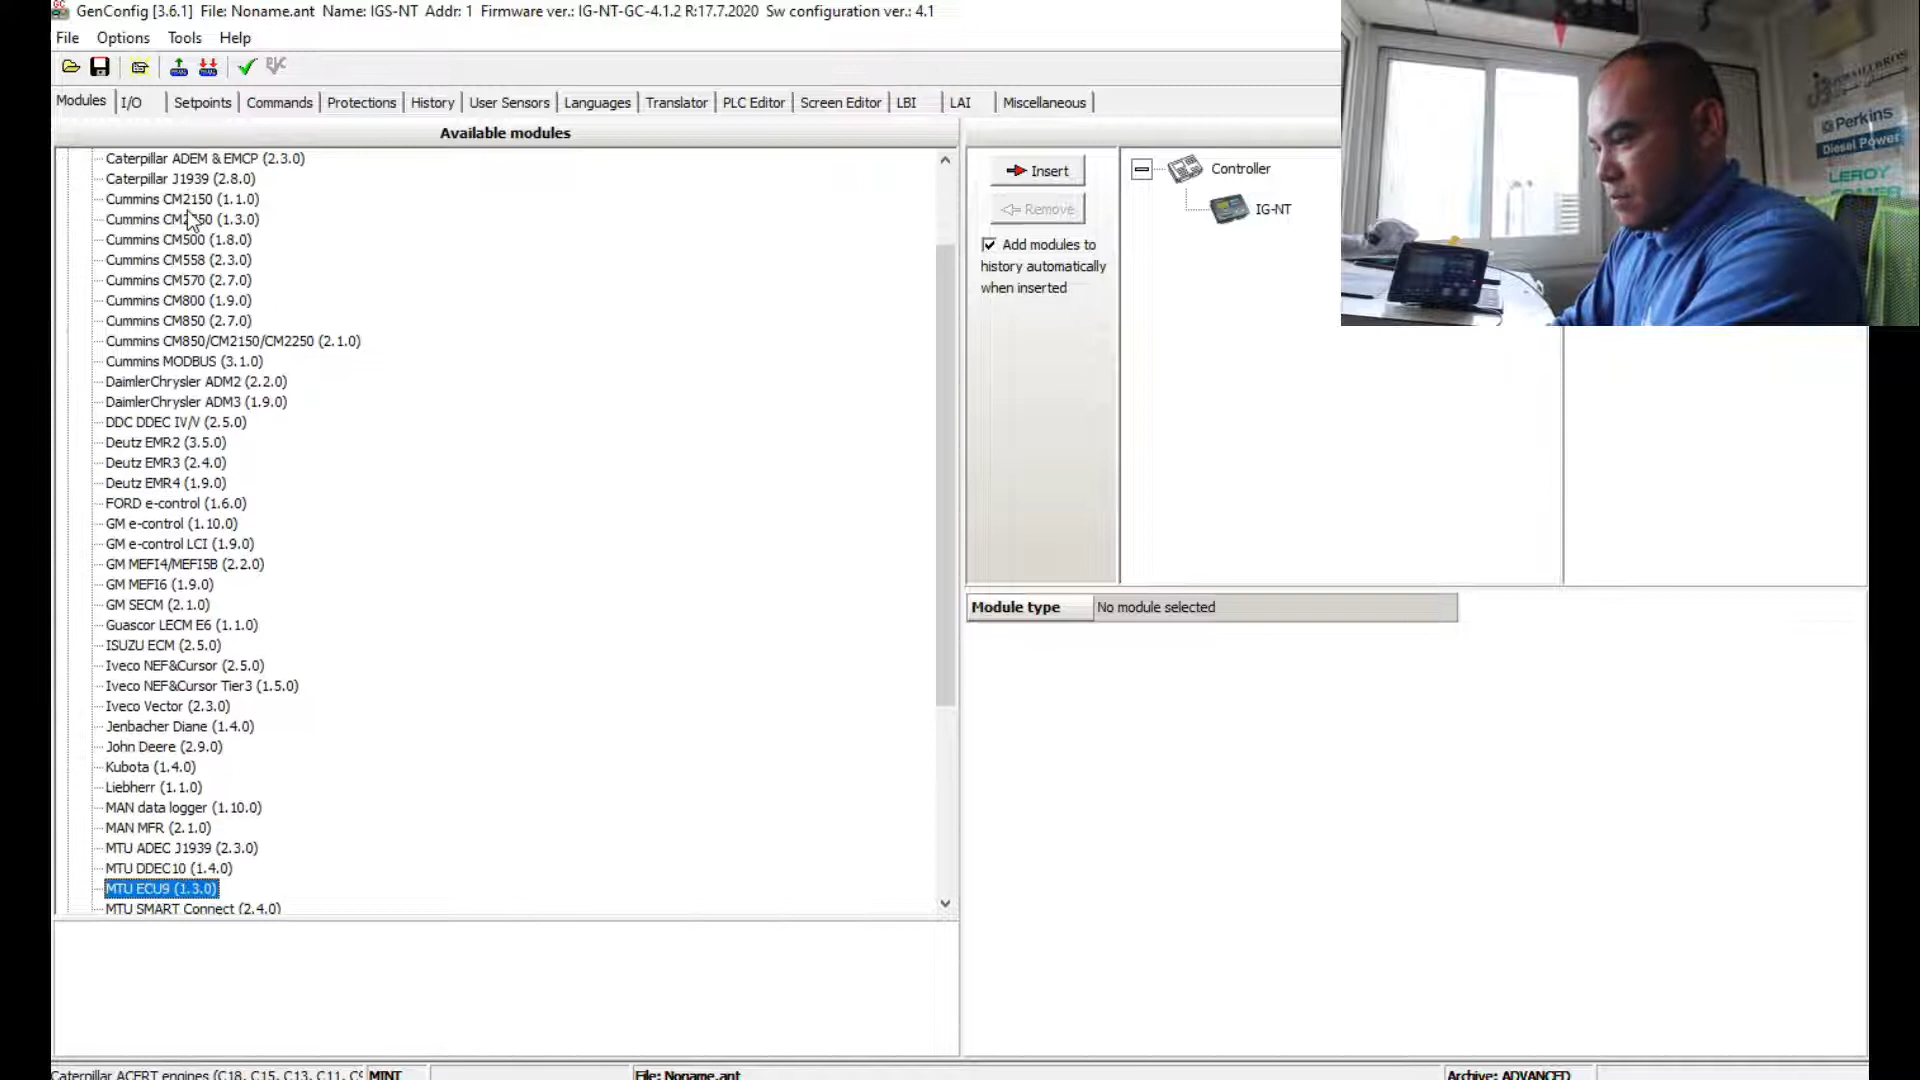 GenConfig [3.6.1] File: Noname.ant Name: IGS-NT Addr: 1 Firmware ver.: IG-NT-GC-4.1.2 R:17.7.2020 Sw configuration ver.: 4.1
File Options Tools Help
Modules I/O Setpoints Commands Protections History User Sensors Languages Translator PLC Editor Screen Editor LBI LAI Miscellaneous
Available modules
Caterpillar ADEM & EMCP (2.3.0)
Caterpillar J1939 (2.8.0)
Cummins CM2150 (1.1.0)
Cummins (1.3.0)
Cummins CM500 (1.8.0)
Cummins CM558 (2.3.0)
Cummins CM570 (2.7.0)
Cummins CM800 (1.9.0)
Cummins CM850 (2.7.0)
Cummins CM850/CM2150/CM2250 (2.1.0)
Cummins MODBUS (3.1.0)
DaimlerChrysler ADM2 (2.2.0)
DaimlerChrysler ADM3 (1.9.0)
DDC DDEC IV/V (2.5.0)
Deutz EMR2 (3.5.0)
Deutz EMR3 (2.4.0)
Deutz EMR4 (1.9.0)
FORD e-control (1.6.0)
GM e-control (1.10.0)
GM e-control LCI (1.9.0)
GM MEFI4/MEFI5B (2.2.0)
GM MEFI6 (1.9.0)
GM SECM (2.1.0)
Guascor LECM E6 (1.1.0)
ISUZU ECM (2.5.0)
Iveco NEF&Cursor (2.5.0)
Iveco NEF&Cursor Tier3 (1.5.0)
Iveco Vector (2.3.0)
Jenbacher Diane (1.4.0)
John Deere (2.9.0)
Kubota (1.4.0)
Liebherr (1.1.0)
MAN data logger (1.10.0)
MAN MFR (2.1.0)
MTU ADEC J1939 (2.3.0)
MTU DDEC10 (1.4.0)
MTU ECU9 (1.3.0)
MTU SMART Connect (2.4.0)
Insert
Remove
Add modules to
history automatically
when inserted
Controller
IG-NT
Module type No module selected
Perkins
Diesel Power
LEROY
Caterpillar ACERT engines (C18, C15, C13, C11, C9 MINT File: Noname.ant Archive: ADVANCED